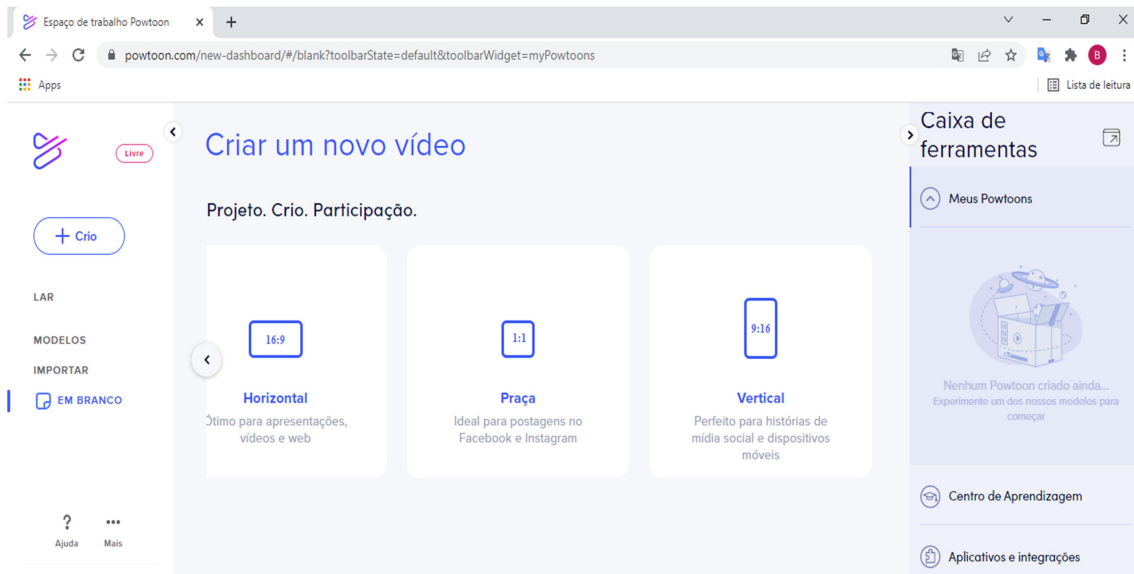 Espaço de trabalho Powtoon
powtoon.com/new-dashboard/#/blank?toolbarState=default&toolbarWidget=myPowtoons
B
Apps
Lista de leitura
Livre
Crio
LAR
MODELOS
IMPORTAR
EM BRANCO
?
Ajuda
Mais
Criar um novo vídeo
Projeto. Crio. Participação.
16:9
Horizontal
Ótimo para apresentações,
vídeos e web
1:1
Praça
Ideal para postagens no
Facebook e Instagram
9:16
Vertical
Perfeito para histórias de
mídia social e dispositivos
móveis
Caixa de
ferramentas
Meus Powtoons
Nenhum Powtoon criado ainda...
Experimente um dos nossos modelos para
começar
Centro de Aprendizagem
Aplicativos e integrações